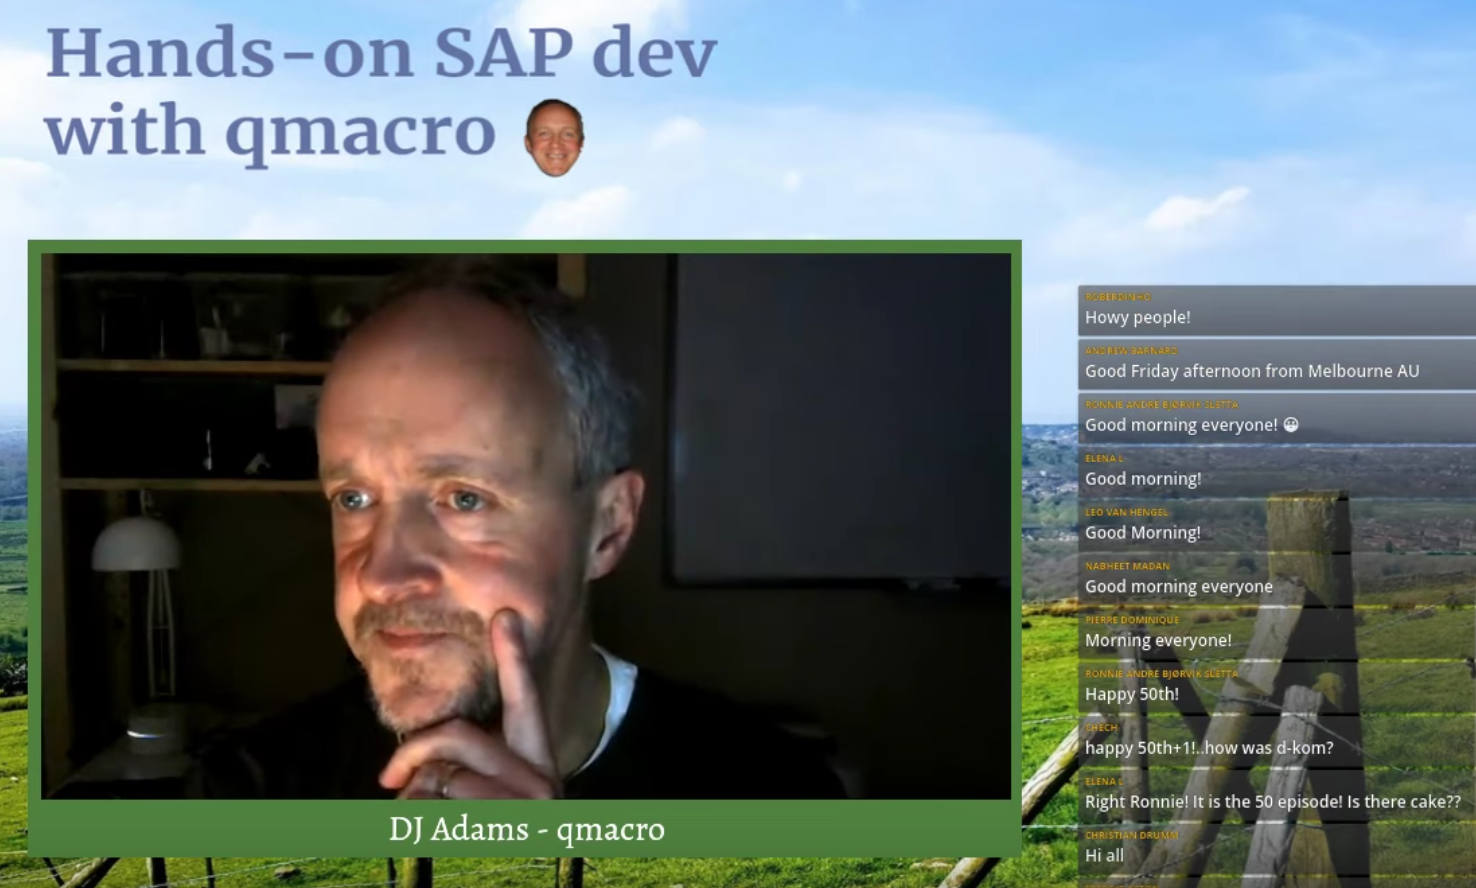 Hands-on SAP dev
with qmacro
DJ Adams - qmacro
ROBERDINHO
Howy people!
ANDREW BARNARD
Good Friday afternoon from Melbourne AU
RONNIE ANDRÉ BJØRVIK SLETTA
Good morning everyone! 😀
ELENA L
Good morning!
LEO VAN HENGEL
Good Morning!
NABHEET MADAN
Good morning everyone
PIERRE DOMINIQUE
Morning everyone!
RONNIE ANDRÉ BJØRVIK SLETTA
Happy 50th!
happy 50th+1!..how was d-kom?
ELENA L
Right Ronnie! It is the 50 episode! Is there cake??
CHRISTIAN DRUMM
Hi all